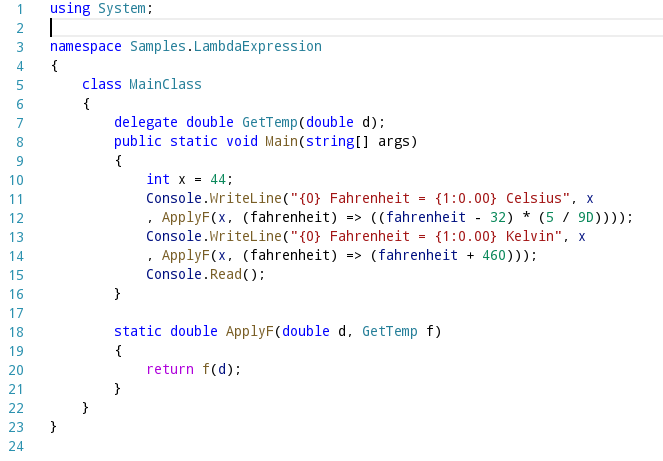 1 using System;
2
3 namespace Samples.LambdaExpression
4 {
5 class MainClass
6 {
7 delegate double GetTemp(double d);
8 public static void Main(string[] args)
9 {
10 int x = 44;
11 Console.WriteLine("{0} Fahrenheit = {1:0.00} Celsius", x
12 , ApplyF(x, (fahrenheit) => ((fahrenheit - 32) * (5 / 9D))));
13 Console.WriteLine("{0} Fahrenheit = {1:0.00} Kelvin", x
14 , ApplyF(x, (fahrenheit) => (fahrenheit + 460)));
15 Console.Read();
16 }
17
18 static double ApplyF(double d, GetTemp f)
19 {
20 return f(d);
21 }
22 }
23 }
24